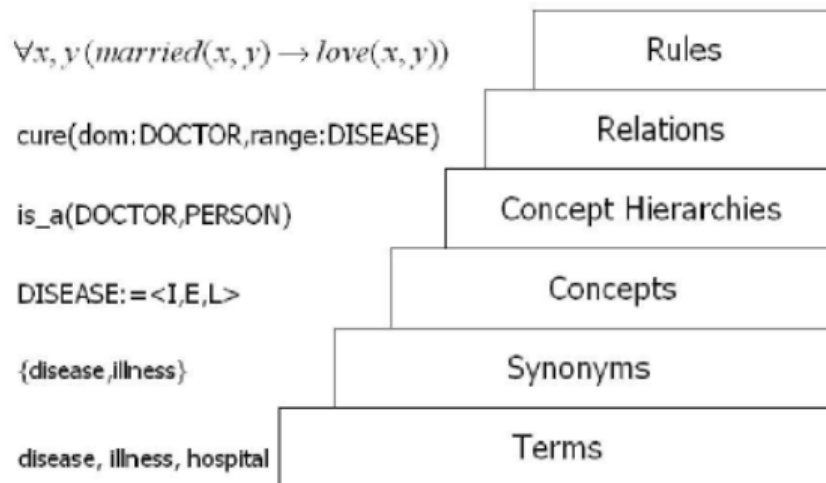 ∀x, y (married(x, y) → love(x, y))
Rules
cure(dom:DOCTOR,range:DISEASE)
Relations
is_a(DOCTOR,PERSON)
Concept Hierarchies
DISEASE:=<I,E,L>
Concepts
{disease,illness}
Synonyms
disease, illness, hospital
Terms